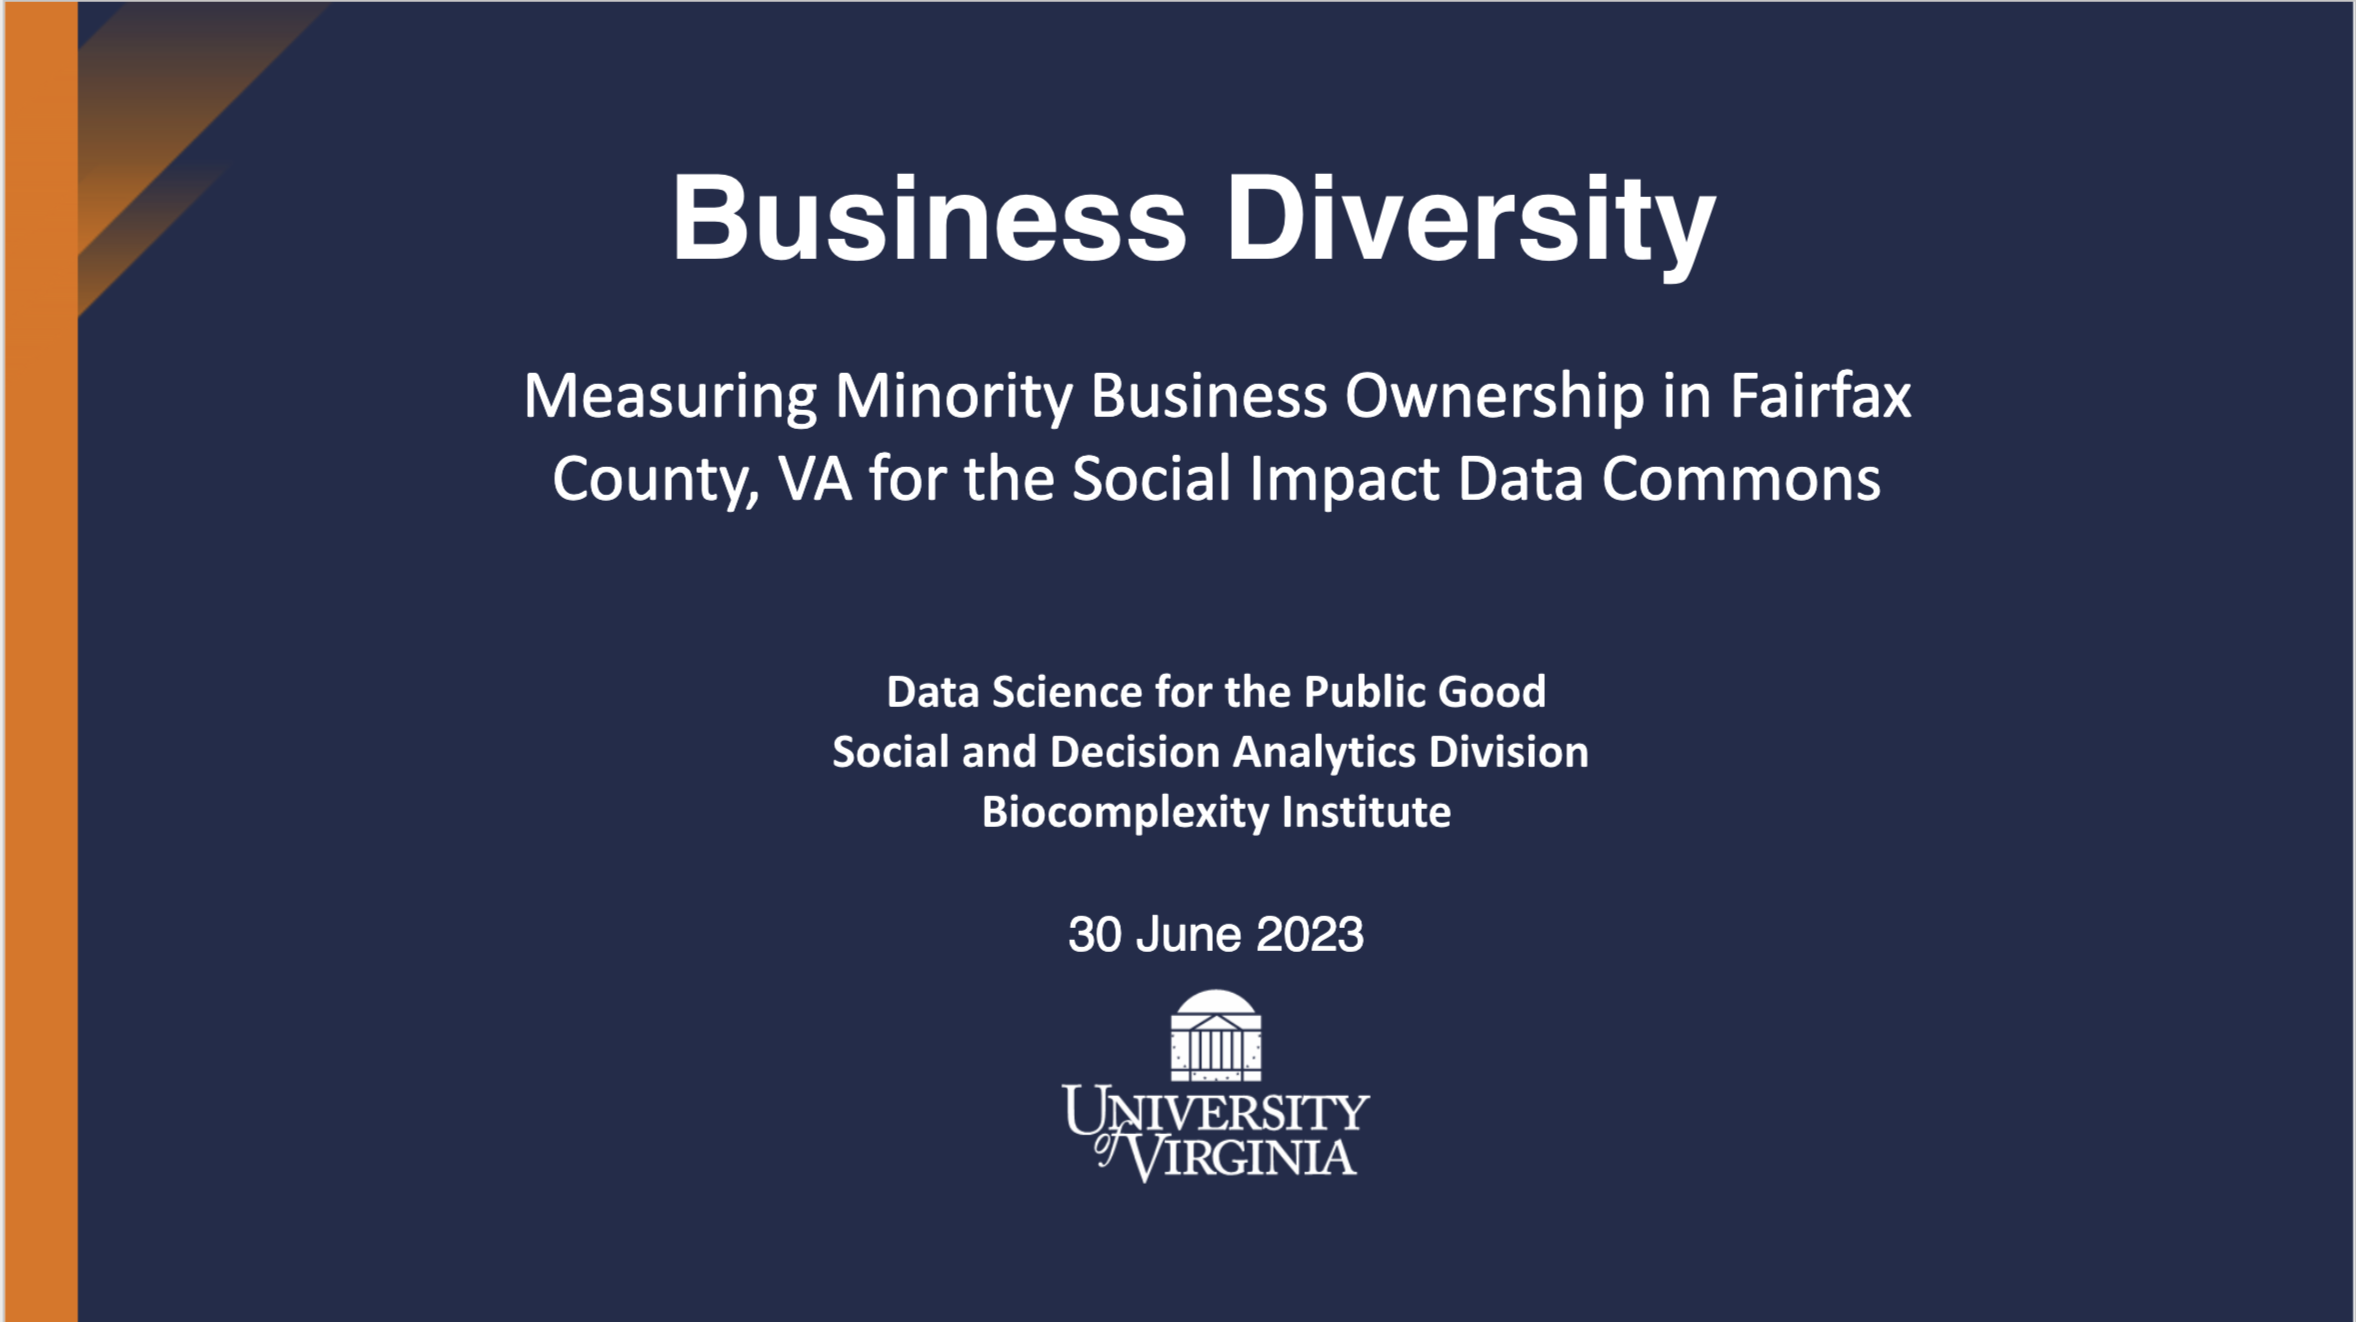 Business Diversity
Measuring Minority Business Ownership in Fairfax
County, VA for the Social Impact Data Commons
Data Science for the Public Good
Social and Decision Analytics Division
Biocomplexity Institute
30 June 2023
UNIVERSITY
of VIRGINIA